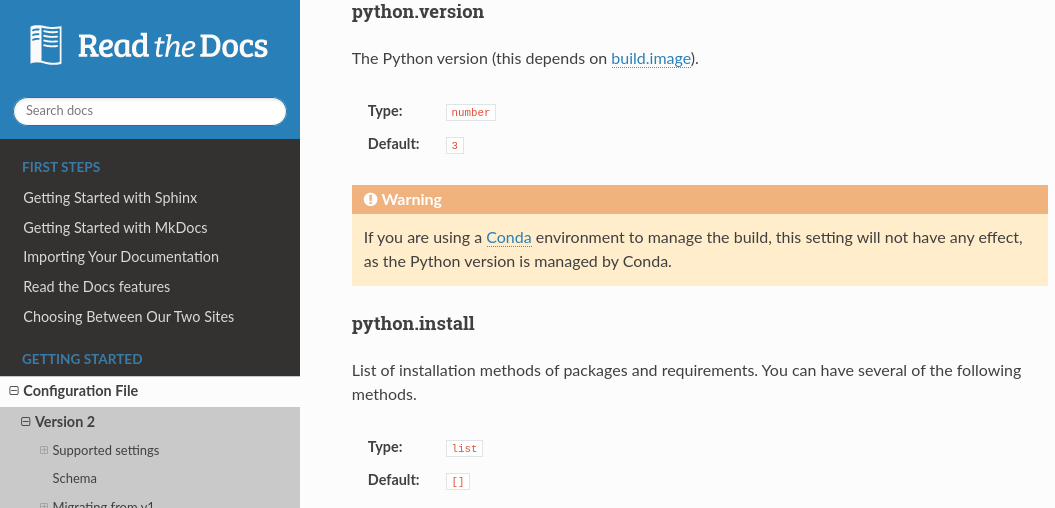 Read the Docs
Search docs
FIRST STEPS
Getting Started with Sphinx
Getting Started with MkDocs
Importing Your Documentation
Read the Docs features
Choosing Between Our Two Sites
GETTING STARTED
Configuration File
Version 2
Supported settings
Schema
Migrating from v1
python.version
The Python version (this depends on build.image).
Type: number
Default: 3
Warning
If you are using a Conda environment to manage the build, this setting will not have any effect,
as the Python version is managed by Conda.
python.install
List of installation methods of packages and requirements. You can have several of the following
methods.
Type: list
Default: []